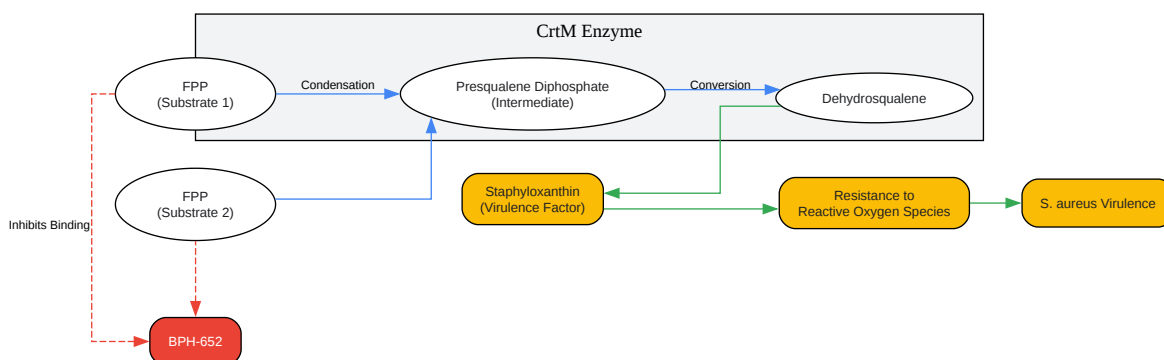 CrtM Enzyme
FPP
(Substrate 1)
Condensation
Presqualene Diphosphate
(Intermediate)
Conversion
Dehydrosqualene
FPP
(Substrate 2)
Staphyloxanthin
(Virulence Factor)
Resistance to
Reactive Oxygen Species
S. aureus Virulence
Inhibits Binding
BPH-652